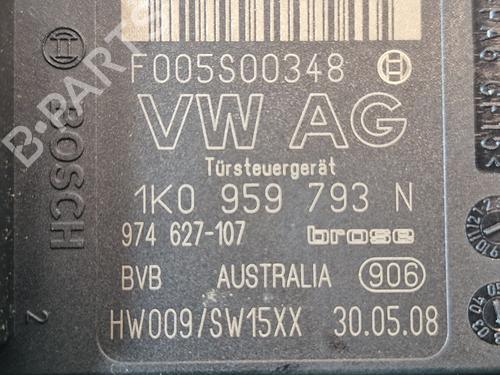 F005S00348
VW AG
Türsteuergerät
1K0 959 793 N
974 627-107 brose
BVB AUSTRALIA 906
HW009/SW15XX 30.05.08
BOSCH
2
B-PARTS